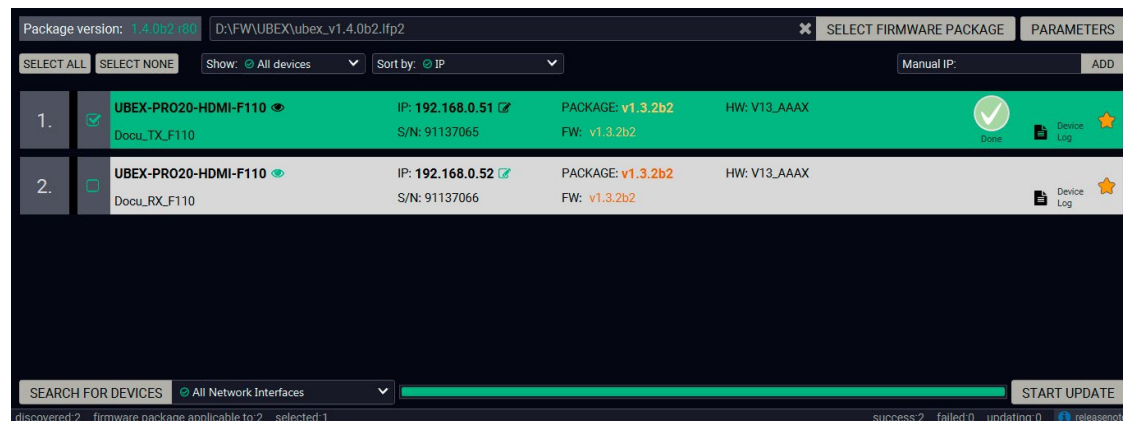 Package version: 1.4.0b2 r80 D:\FW\UBEX\ubex_v1.4.0b2.lfp2 SELECT FIRMWARE PACKAGE PARAMETERS
SELECT ALL SELECT NONE Show: All devices Sort by: IP Manual IP: ADD
1. UBEX-PRO20-HDMI-F110 IP: 192.168.0.51 PACKAGE: v1.3.2b2 HW: V13_AAAX
Docu_TX_F110 S/N: 91137065 FW: v1.3.2b2 Done Device Log
2. UBEX-PRO20-HDMI-F110 IP: 192.168.0.52 PACKAGE: v1.3.2b2 HW: V13_AAAX
Docu_RX_F110 S/N: 91137066 FW: v1.3.2b2 Device Log
SEARCH FOR DEVICES All Network Interfaces START UPDATE
discovered:2 firmware package applicable to:2 selected:1 success:2 failed:0 updating:0 releasenot